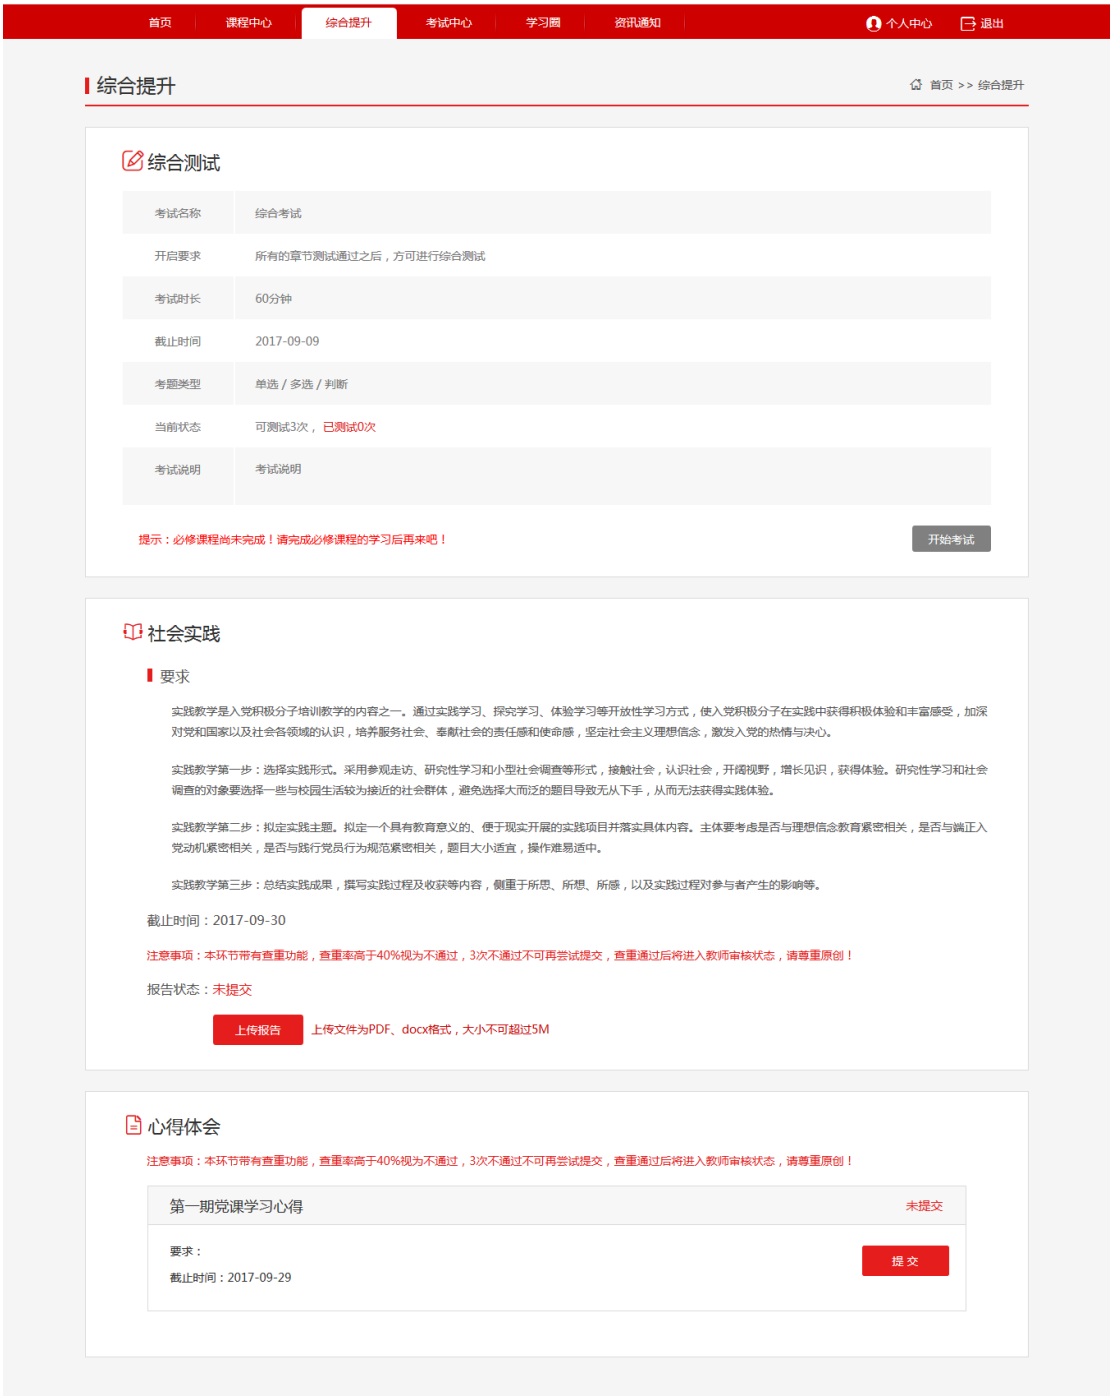 首页 课程中心 综合提升 考试中心 学习圈 资讯通知 个人中心 退出
综合提升 首页 >> 综合提升
综合测试
考试名称 综合考试
开启要求 所有的章节测试通过之后，方可进行综合测试
考试时长 60分钟
截止时间 2017-09-09
考题类型 单选 / 多选 / 判断
当前状态 可测试3次，已测试0次
考试说明 考试说明
提示：必修课程尚未完成！请完成必修课程的学习后再来吧！ 开始考试
社会实践
要求
实践教学是入党积极分子培训教学的内容之一。通过实践学习、探究学习、体验学习等开放性学习方式，使入党积极分子在实践中获得积极体验和丰富感受，加深
对党和国家以及社会各领域的认识，培养服务社会、奉献社会的责任感和使命感，坚定社会主义理想信念，激发入党的热情与决心。
实践教学第一步：选择实践形式。采用参观走访、研究性学习和小型社会调查等形式，接触社会，认识社会，开阔视野，增长见识，获得体验。研究性学习和社会
调查的对象要选择一些与校园生活较为接近的社会群体，避免选择大而泛的题目导致无从下手，从而无法获得实践体验。
实践教学第二步：拟定实践主题。拟定一个具有教育意义的、便于现实开展的实践项目并落实具体内容。主体要考虑是否与理想信念教育紧密相关，是否与端正入
党动机紧密相关，是否与践行党员行为规范紧密相关，题目大小适宜，操作难易适中。
实践教学第三步：总结实践成果，撰写实践过程及收获等内容，侧重于所思、所想、所感，以及实践过程对参与者产生的影响等。
截止时间：2017-09-30
注意事项：本环节带有查重功能，查重率高于40%视为不通过，3次不通过不可再尝试提交，查重通过后将进入教师审核状态，请尊重原创！
报告状态：未提交
上传报告 上传文件为PDF、docx格式，大小不可超过5M
心得体会
注意事项：本环节带有查重功能，查重率高于40%视为不通过，3次不通过不可再尝试提交，查重通过后将进入教师审核状态，请尊重原创！
第一期党课学习心得 未提交
要求：
提 交
截止时间：2017-09-29